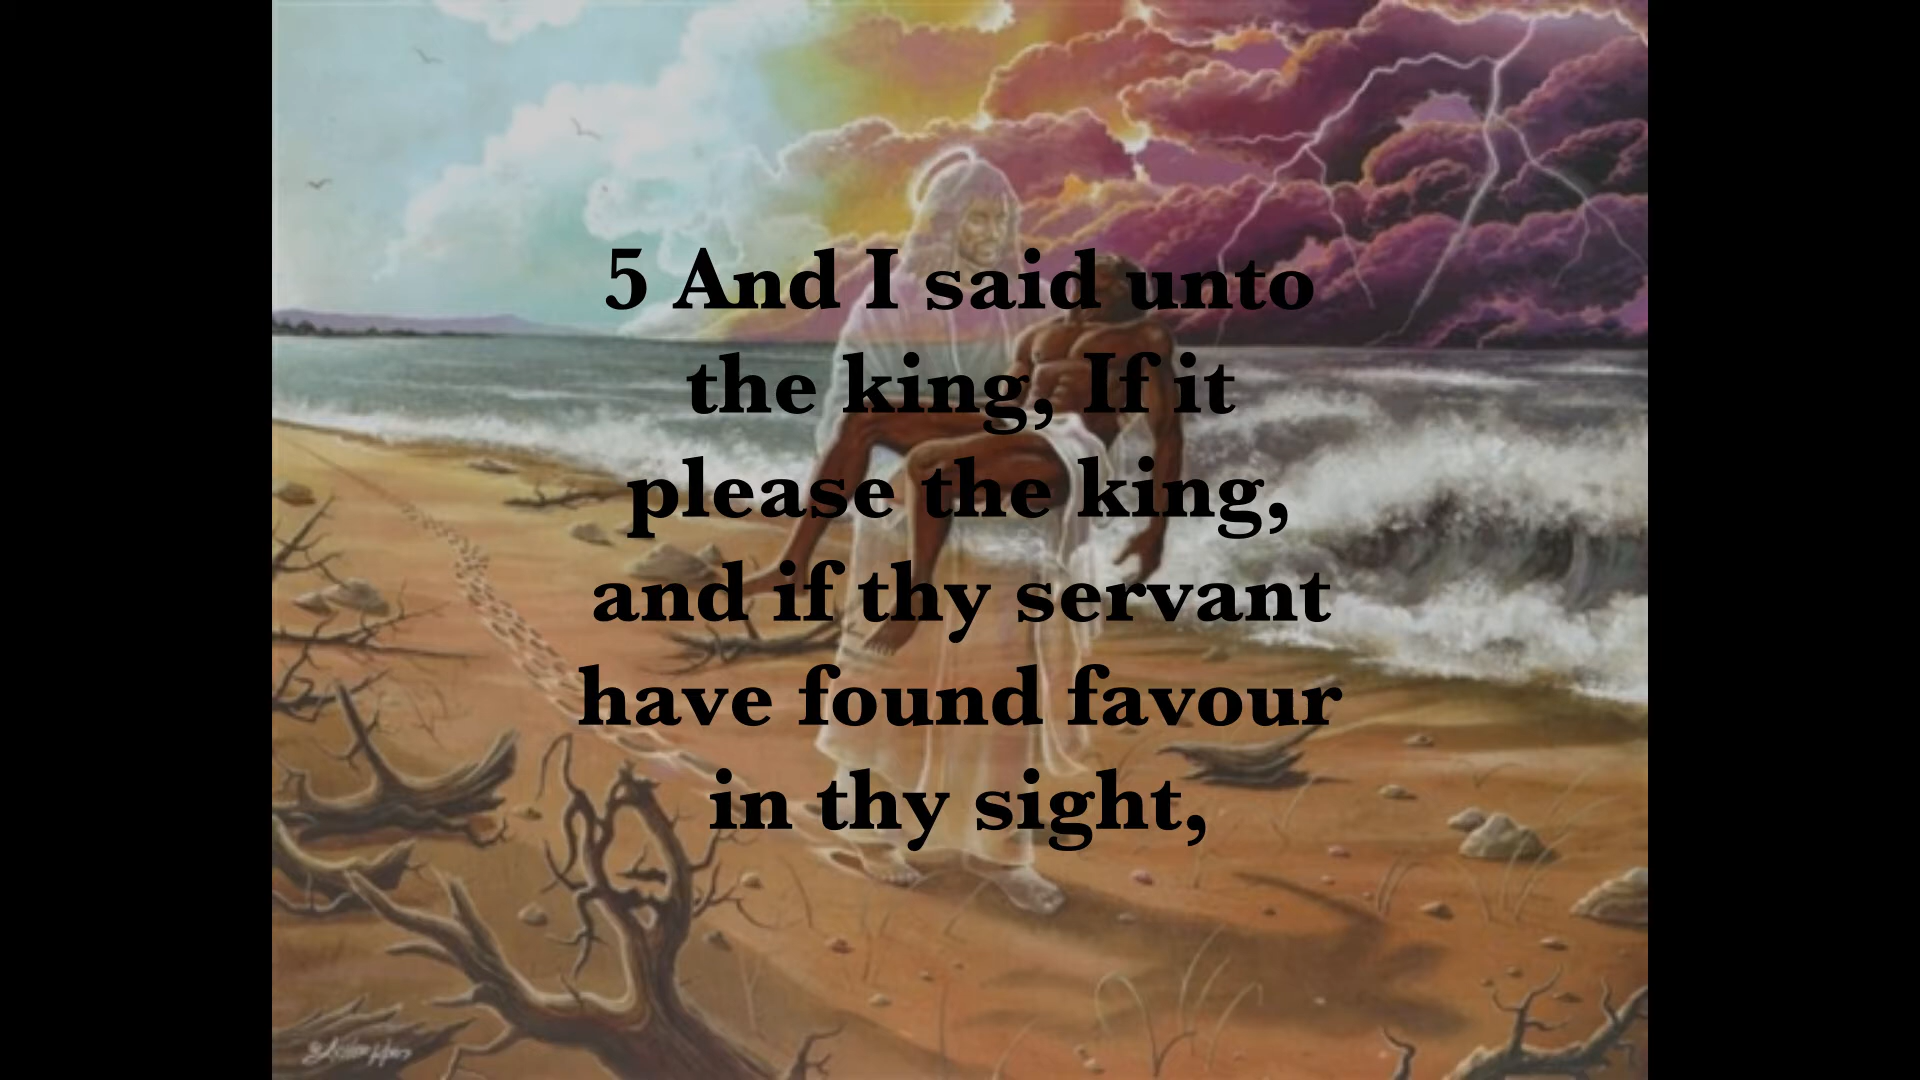 5 And I said unto
the king, If it
please the king,
and if thy servant
have found favour
in thy sight,